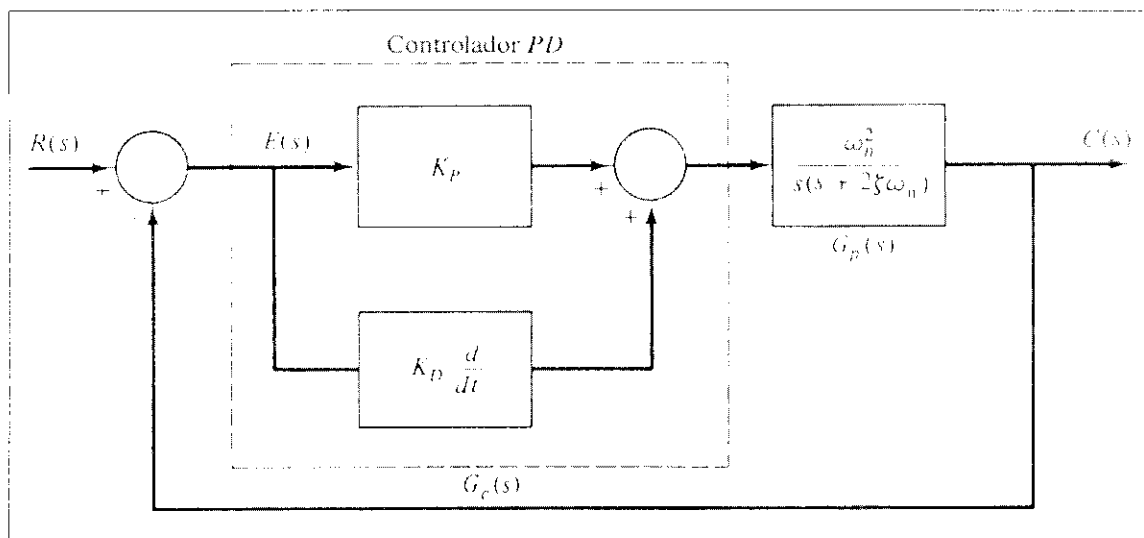 Controlador PD
R(s)
+
E(s)
K_P
+
+
K_D d/dt
G_c(s)
ω_n^2
s(s + 2ζω_n)
G_p(s)
C(s)